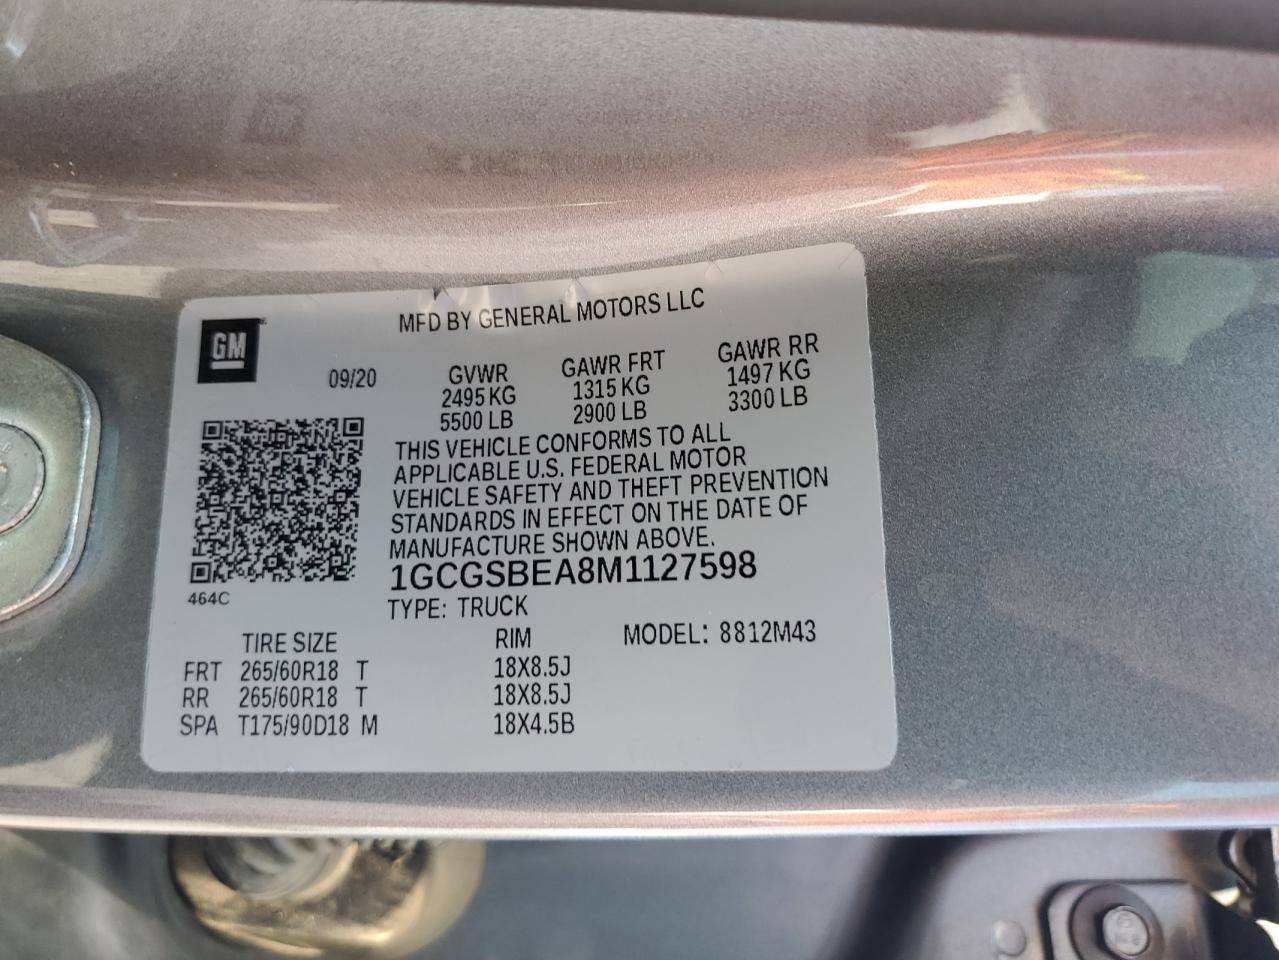 MFD BY GENERAL MOTORS LLC
GM
09/20
GVWR GAWR FRT GAWR RR
2495 KG 1315 KG 1497 KG
5500 LB 2900 LB 3300 LB
THIS VEHICLE CONFORMS TO ALL
APPLICABLE U.S. FEDERAL MOTOR
VEHICLE SAFETY AND THEFT PREVENTION
STANDARDS IN EFFECT ON THE DATE OF
MANUFACTURE SHOWN ABOVE.
1GCGSBEA8M1127598
464C
TYPE: TRUCK
TIRE SIZE RIM MODEL: 8812M43
FRT 265/60R18 T 18X8.5J
RR 265/60R18 T 18X8.5J
SPA T175/90D18 M 18X4.5B